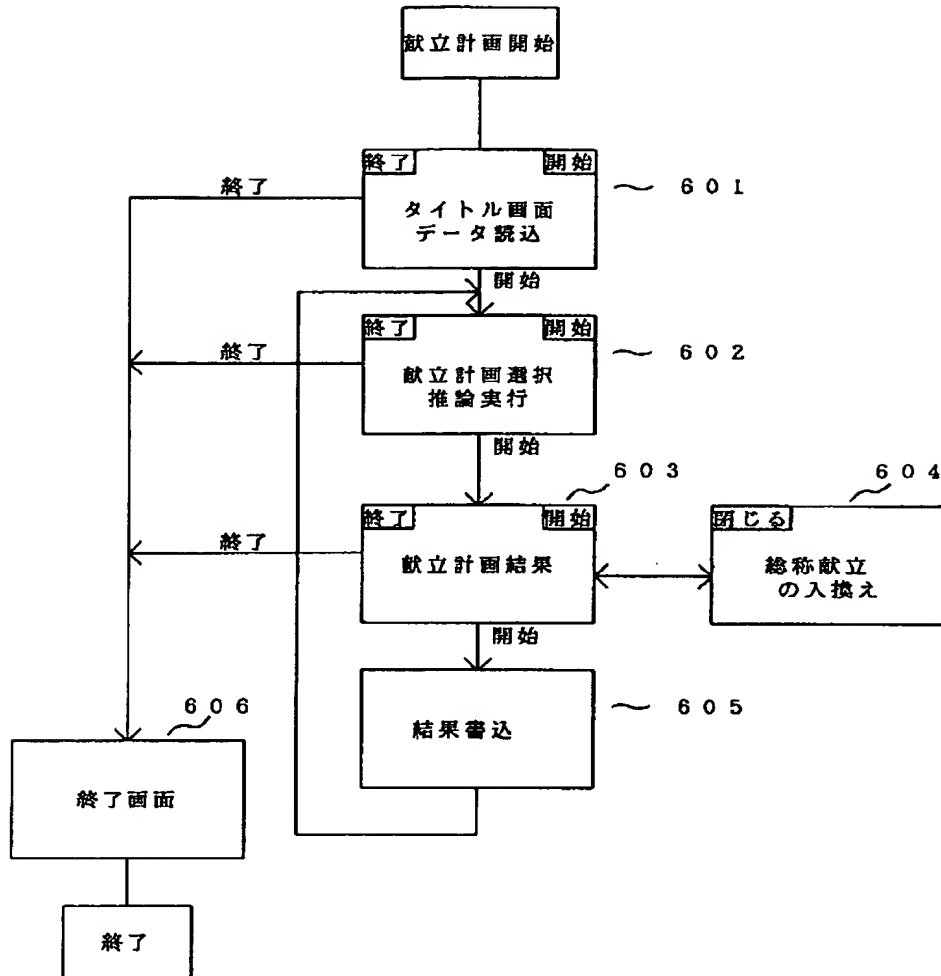 献立計画開始
終了 開始
６０１
終了
タイトル画面
データ読込
開始
終了 開始
６０２
終了
献立計画選択
推論実行
開始
６０３
６０４
終了 開始
閉じる
終了
献立計画結果
総称献立
の入換え
開始
６０５
６０６
結果書込
終了画面
終了